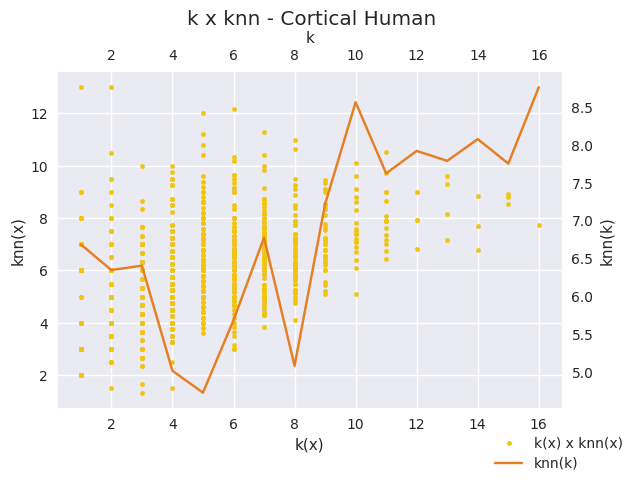 k x knn - Cortical Human
k
2 4 6 8 10 12 14 16
12
10
8
6
4
2
knn(x)
8.5
8.0
7.5
7.0
6.5
6.0
5.5
5.0
knn(k)
2 4 6 8 10 12 14 16
k(x)
k(x) x knn(x)
knn(k)